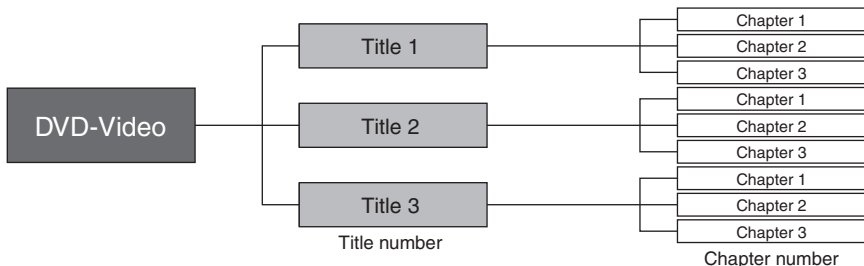 DVD-Video
Title 1
Chapter 1
Chapter 2
Chapter 3
Title 2
Chapter 1
Chapter 2
Chapter 3
Title 3
Chapter 1
Chapter 2
Chapter 3
Title number
Chapter number